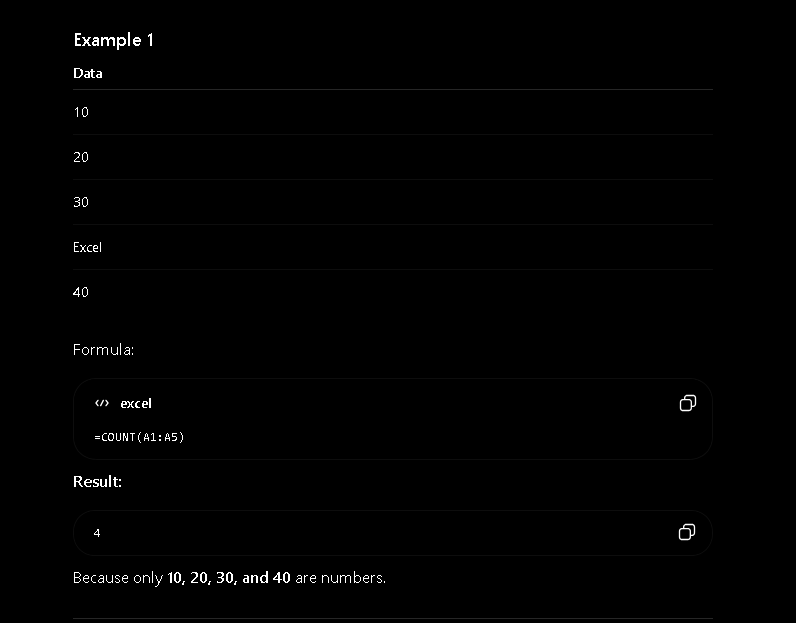 Example 1
Data
10
20
30
Excel
40
Formula:
excel
=COUNT(A1:A5)
Result:
4
Because only 10, 20, 30, and 40 are numbers.